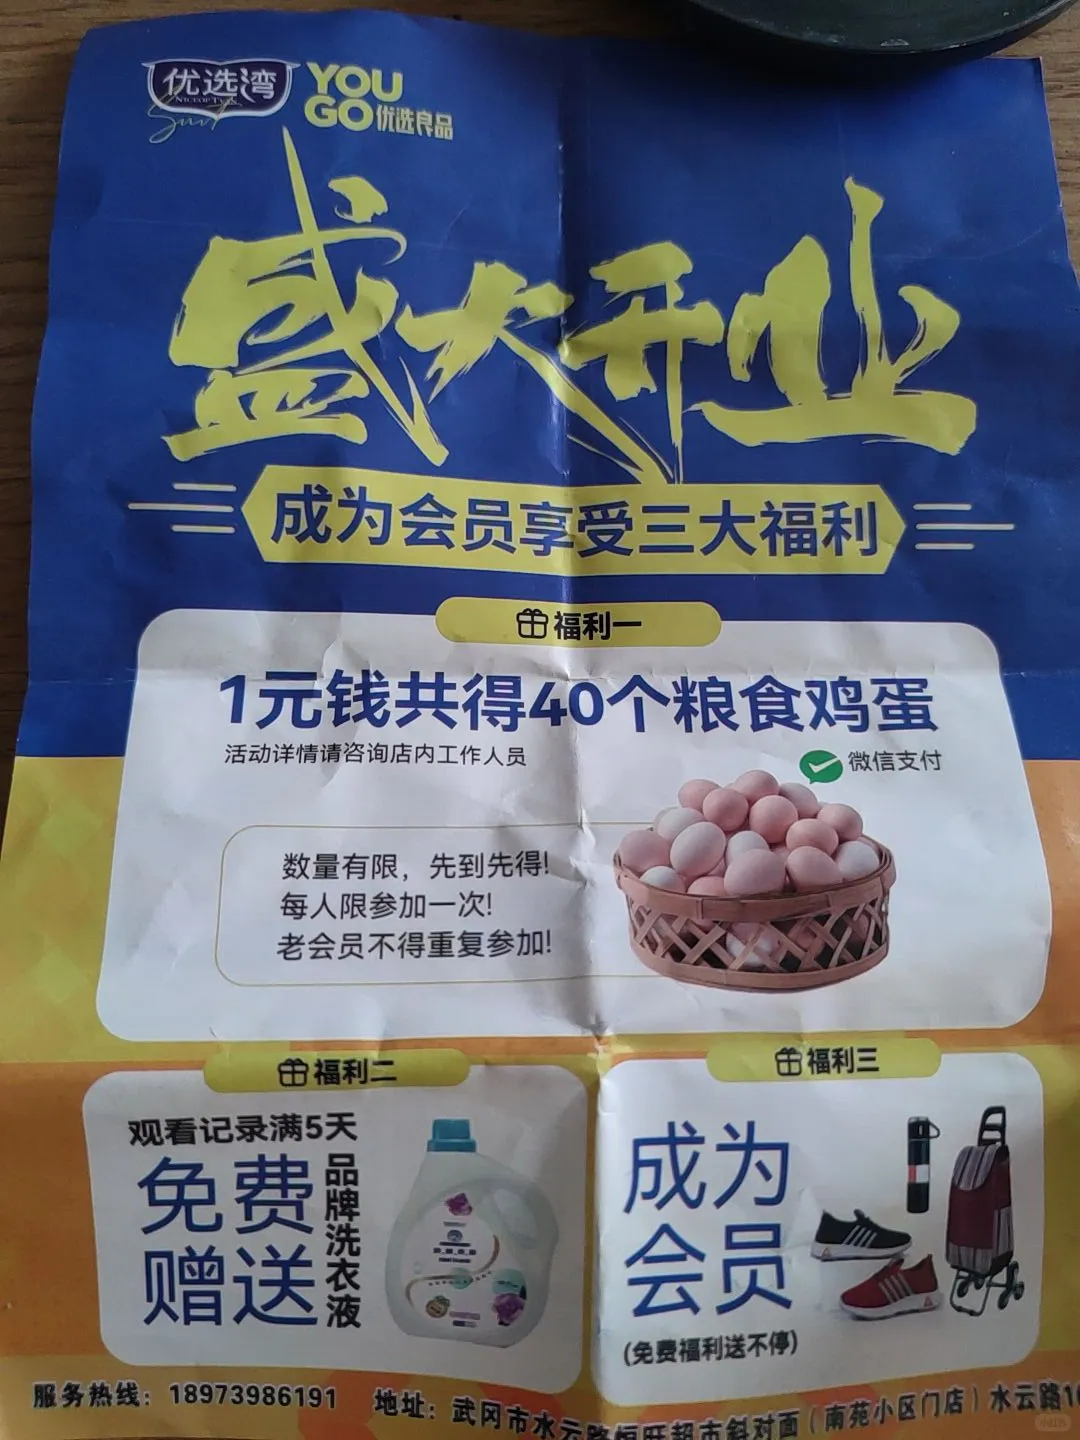 优选湾
YOU
GO优选良品
盛大开业
成为会员享受三大福利
福利一
1元钱共得40个粮食鸡蛋
活动详情请咨询店内工作人员
微信支付
数量有限，先到先得!
每人限参加一次!
老会员不得重复参加!
福利二
观看记录满5天
免费
赠送
品牌洗衣液
福利三
成为
会员
(免费福利送不停)
服务热线：18973986191 地址：武冈市水云路恒旺超市斜对面（南苑小区门店）水云路